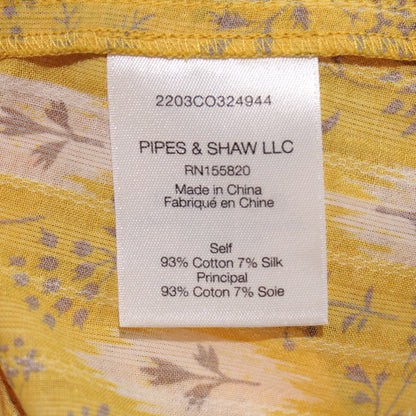 2203CO324944
PIPES & SHAW LLC
RN155820
Made in China
Fabriqué en Chine
Self
93% Cotton 7% Silk
Principal
93% Coton 7% Soie